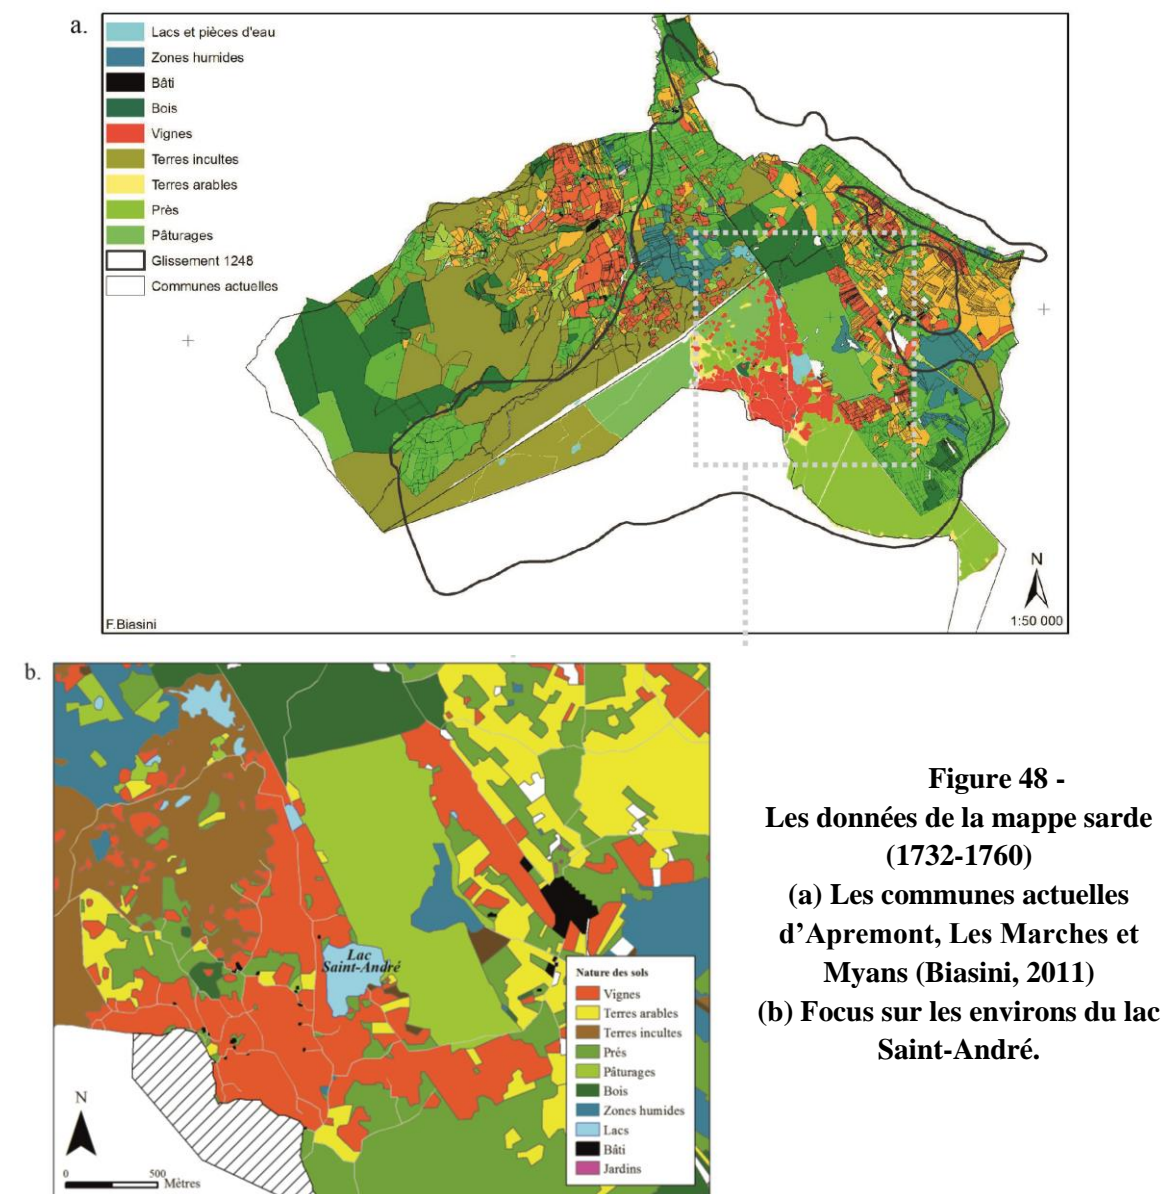 a.
Lacs et pièces d'eau
Zones humides
Bâti
Bois
Vignes
Terres incultes
Terres arables
Près
Pâturages
Glissement 1248
Communes actuelles
F.Biasini
N
1:50 000
b.
Lac
Saint-André
Nature des sols
Vignes
Terres arables
Terres incultes
Prés
Pâturages
Bois
Zones humides
Lacs
Bâti
Jardins
N
0 500
Mètres
Figure 48 -
Les données de la mappe sarde
(1732-1760)
(a) Les communes actuelles
d'Apremont, Les Marches et
Myans (Biasini, 2011)
(b) Focus sur les environs du lac
Saint-André.